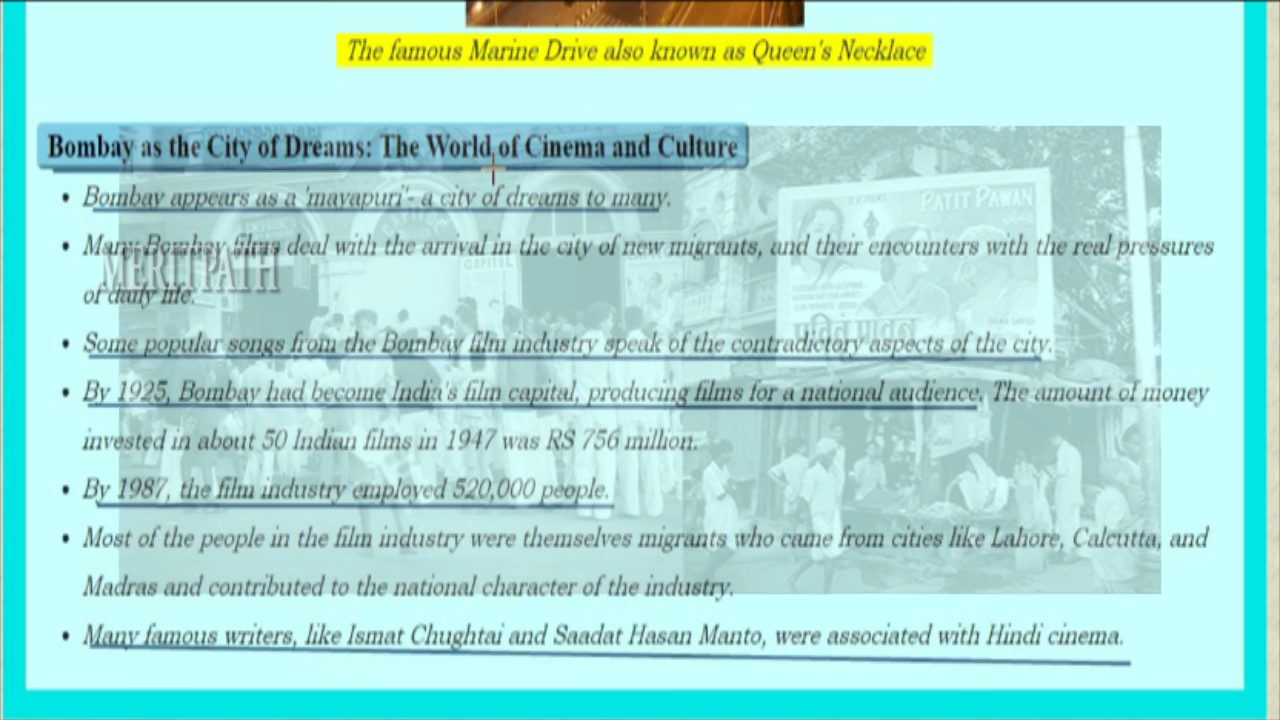 The famous Marine Drive also known as Queen's Necklace
Bombay as the City of Dreams: The World of Cinema and Culture
• Bombay appears as a 'mayapuri'- a city of dreams to many.
• Many Bombay films deal with the arrival in the city of new migrants, and their encounters with the real pressures
of daily life.
MERUPATH
PATIT PAWAN
CAPITOL
पतित पावन
• Some popular songs from the Bombay film industry speak of the contradictory aspects of the city.
• By 1925, Bombay had become India's film capital, producing films for a national audience. The amount of money
invested in about 50 Indian films in 1947 was RS 756 million.
• By 1987, the film industry employed 520,000 people.
• Most of the people in the film industry were themselves migrants who came from cities like Lahore, Calcutta, and
Madras and contributed to the national character of the industry.
• Many famous writers, like Ismat Chughtai and Saadat Hasan Manto, were associated with Hindi cinema.